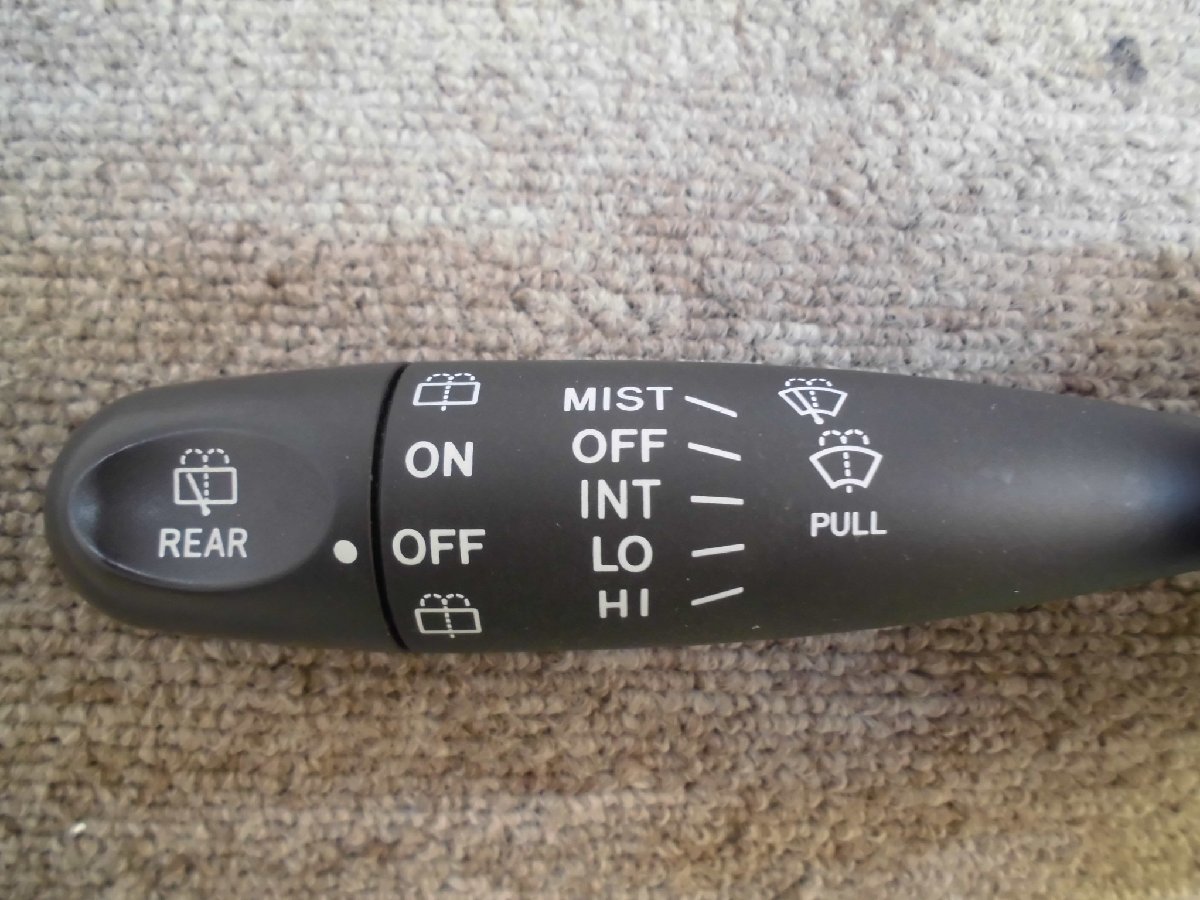 REAR
ON
OFF
MIST
OFF
INT
LO
HI
PULL